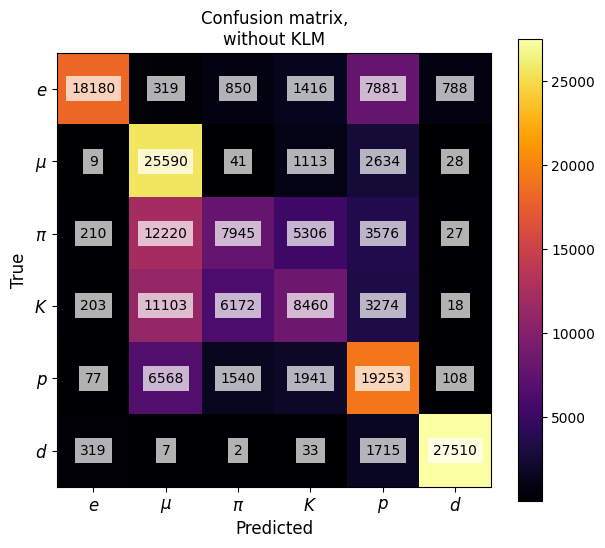 Confusion matrix,
without KLM
e 18180 319 850 1416 7881 788
μ 9 25590 41 1113 2634 28
π 210 12220 7945 5306 3576 27
K 203 11103 6172 8460 3274 18
p 77 6568 1540 1941 19253 108
d 319 7 2 33 1715 27510
e μ π K p d
True
Predicted
25000
20000
15000
10000
5000